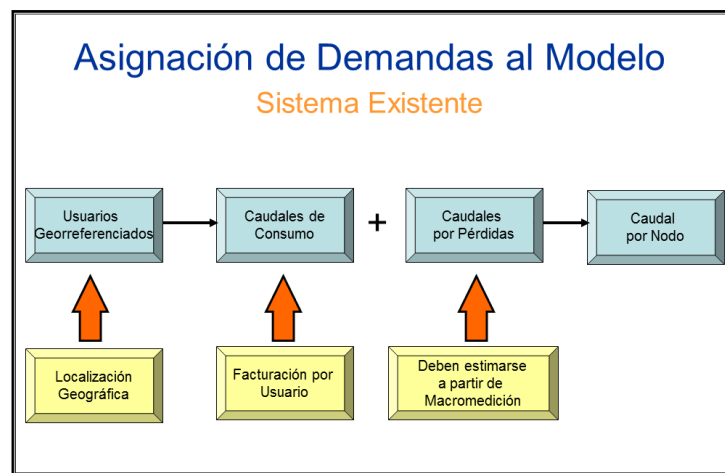 Asignación de Demandas al Modelo
Sistema Existente
Usuarios
Georreferenciados
Caudales de
Consumo
+
Caudales
por Pérdidas
Caudal
por Nodo
Localización
Geográfica
Facturación por
Usuario
Deben estimarse
a partir de
Macromedición